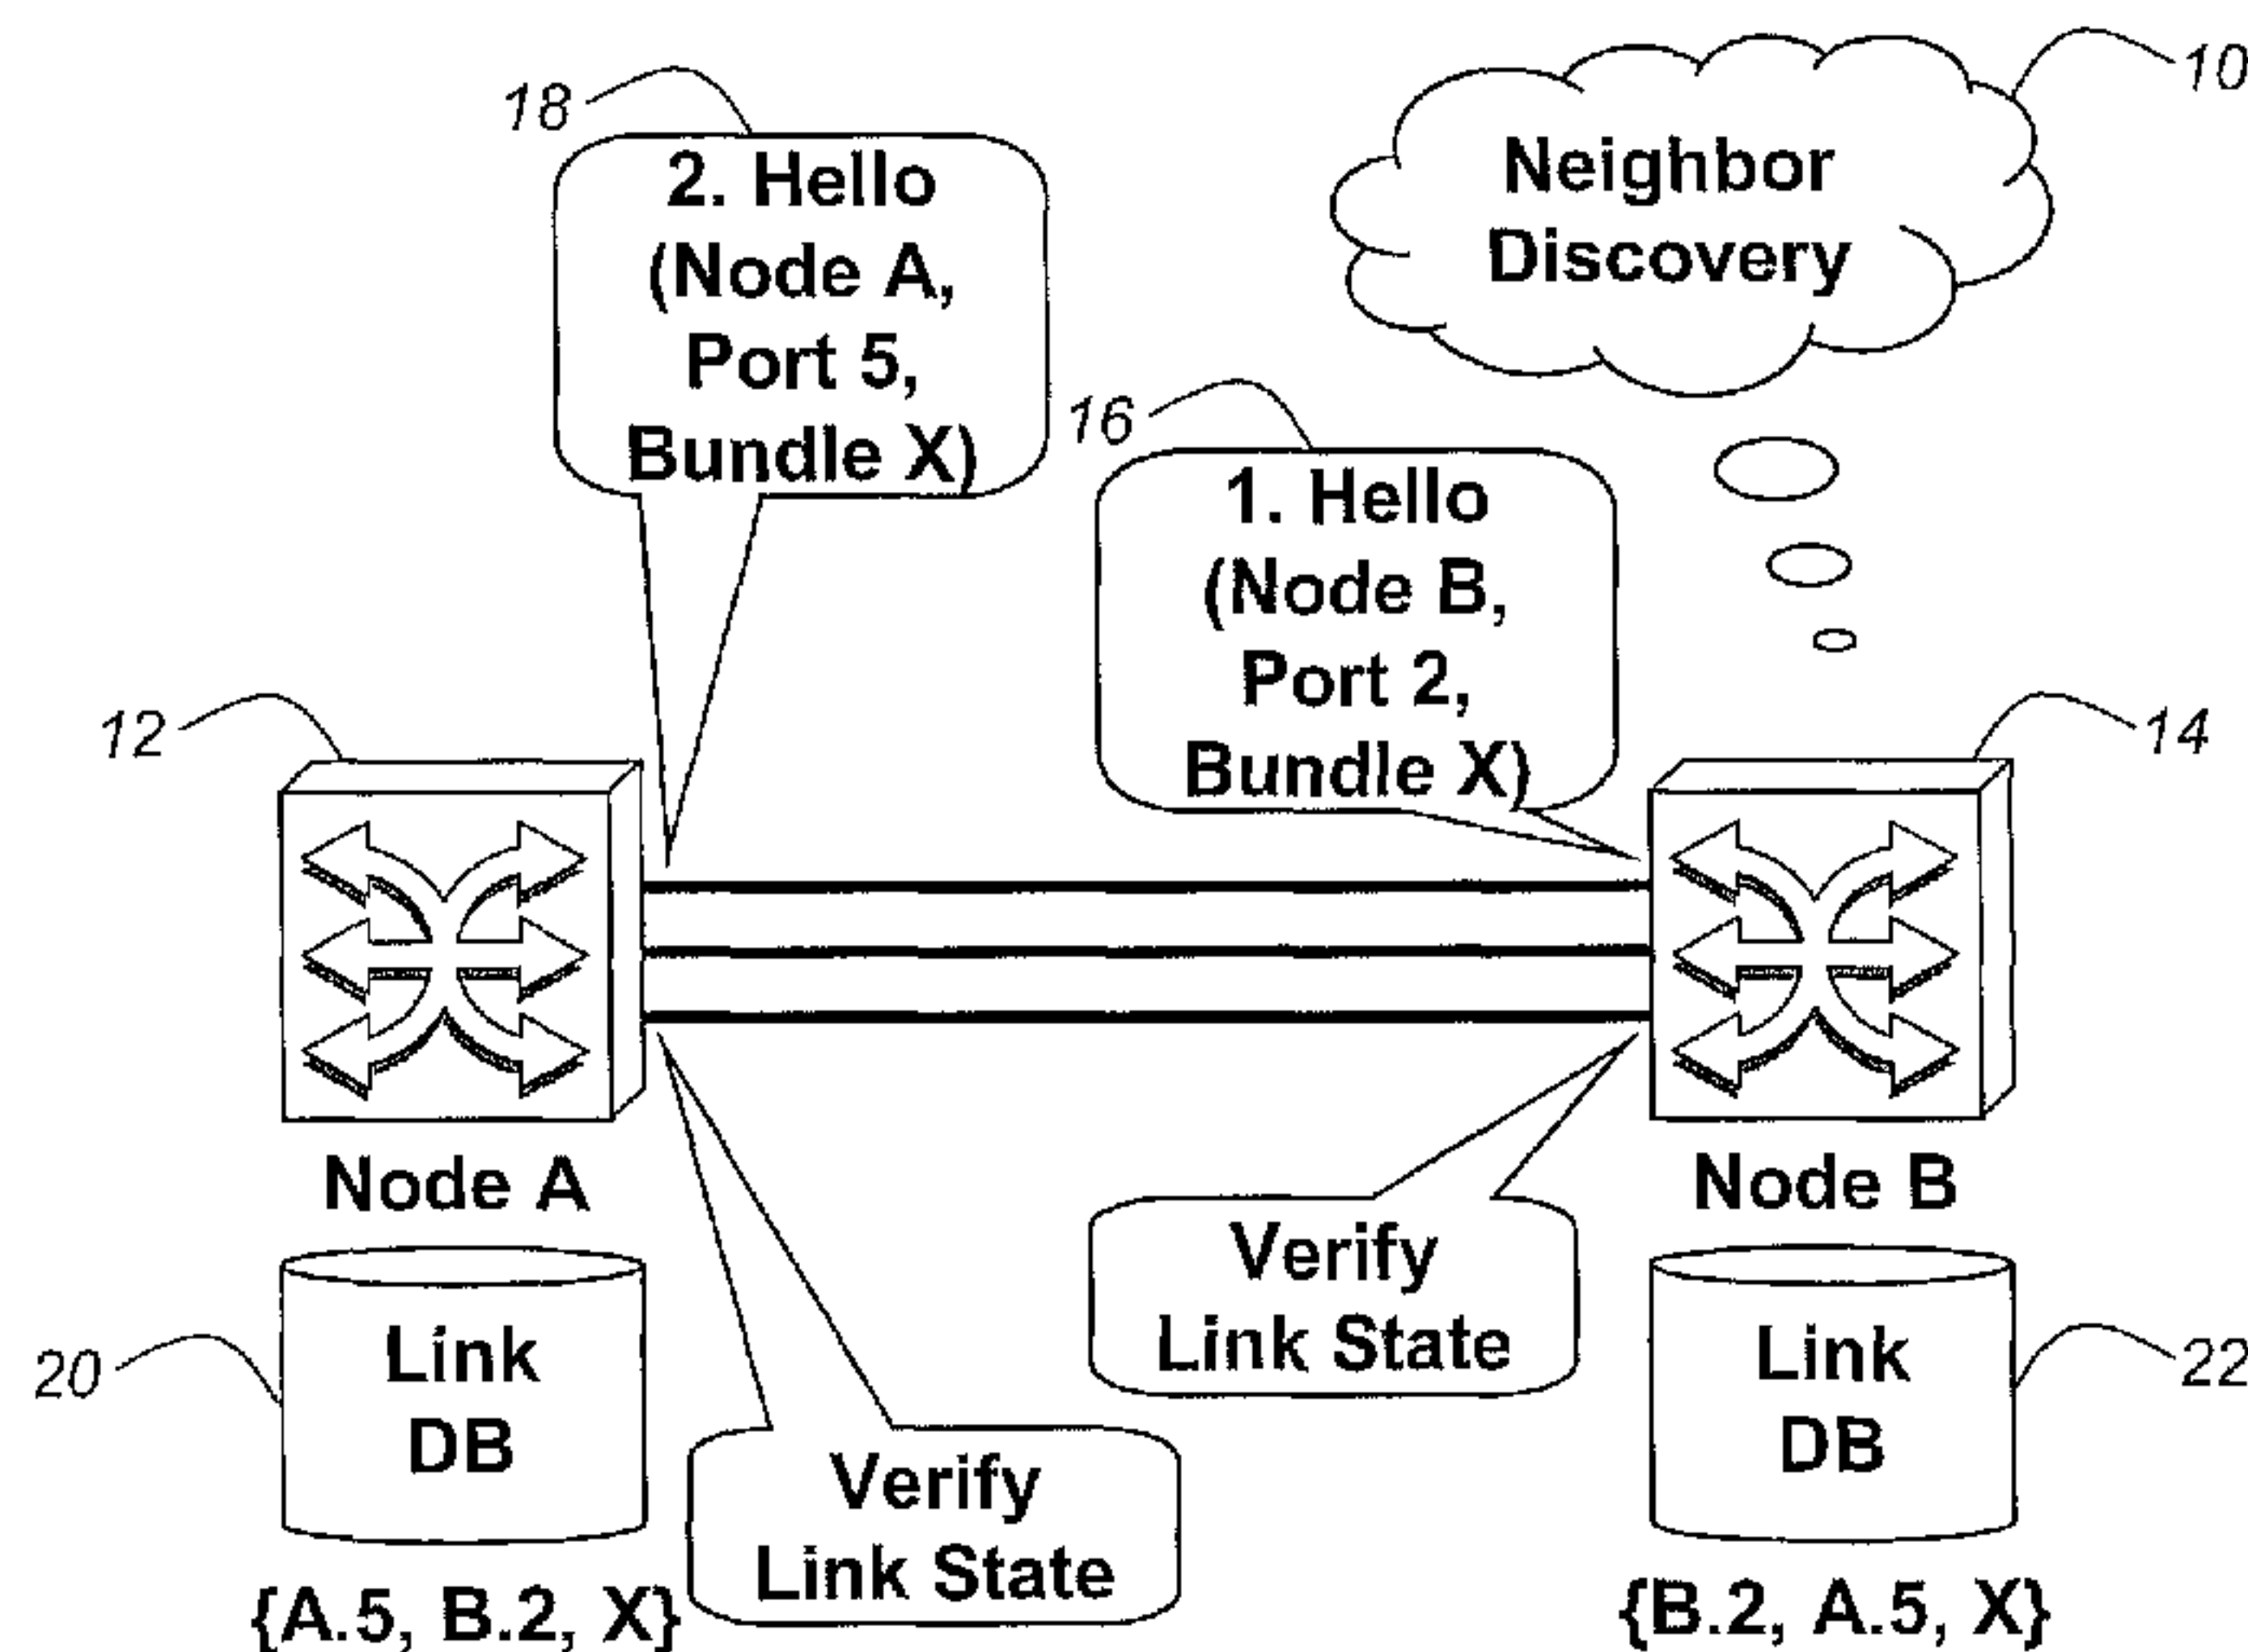 10
Neighbor
Discovery
18
2. Hello
(Node A,
Port 5,
Bundle X)
16
1. Hello
(Node B,
Port 2,
Bundle X)
12
14
Node A
Node B
Verify
Link State
20
Link
DB
22
Link
DB
Verify
Link State
{A.5, B.2, X}
{B.2, A.5, X}